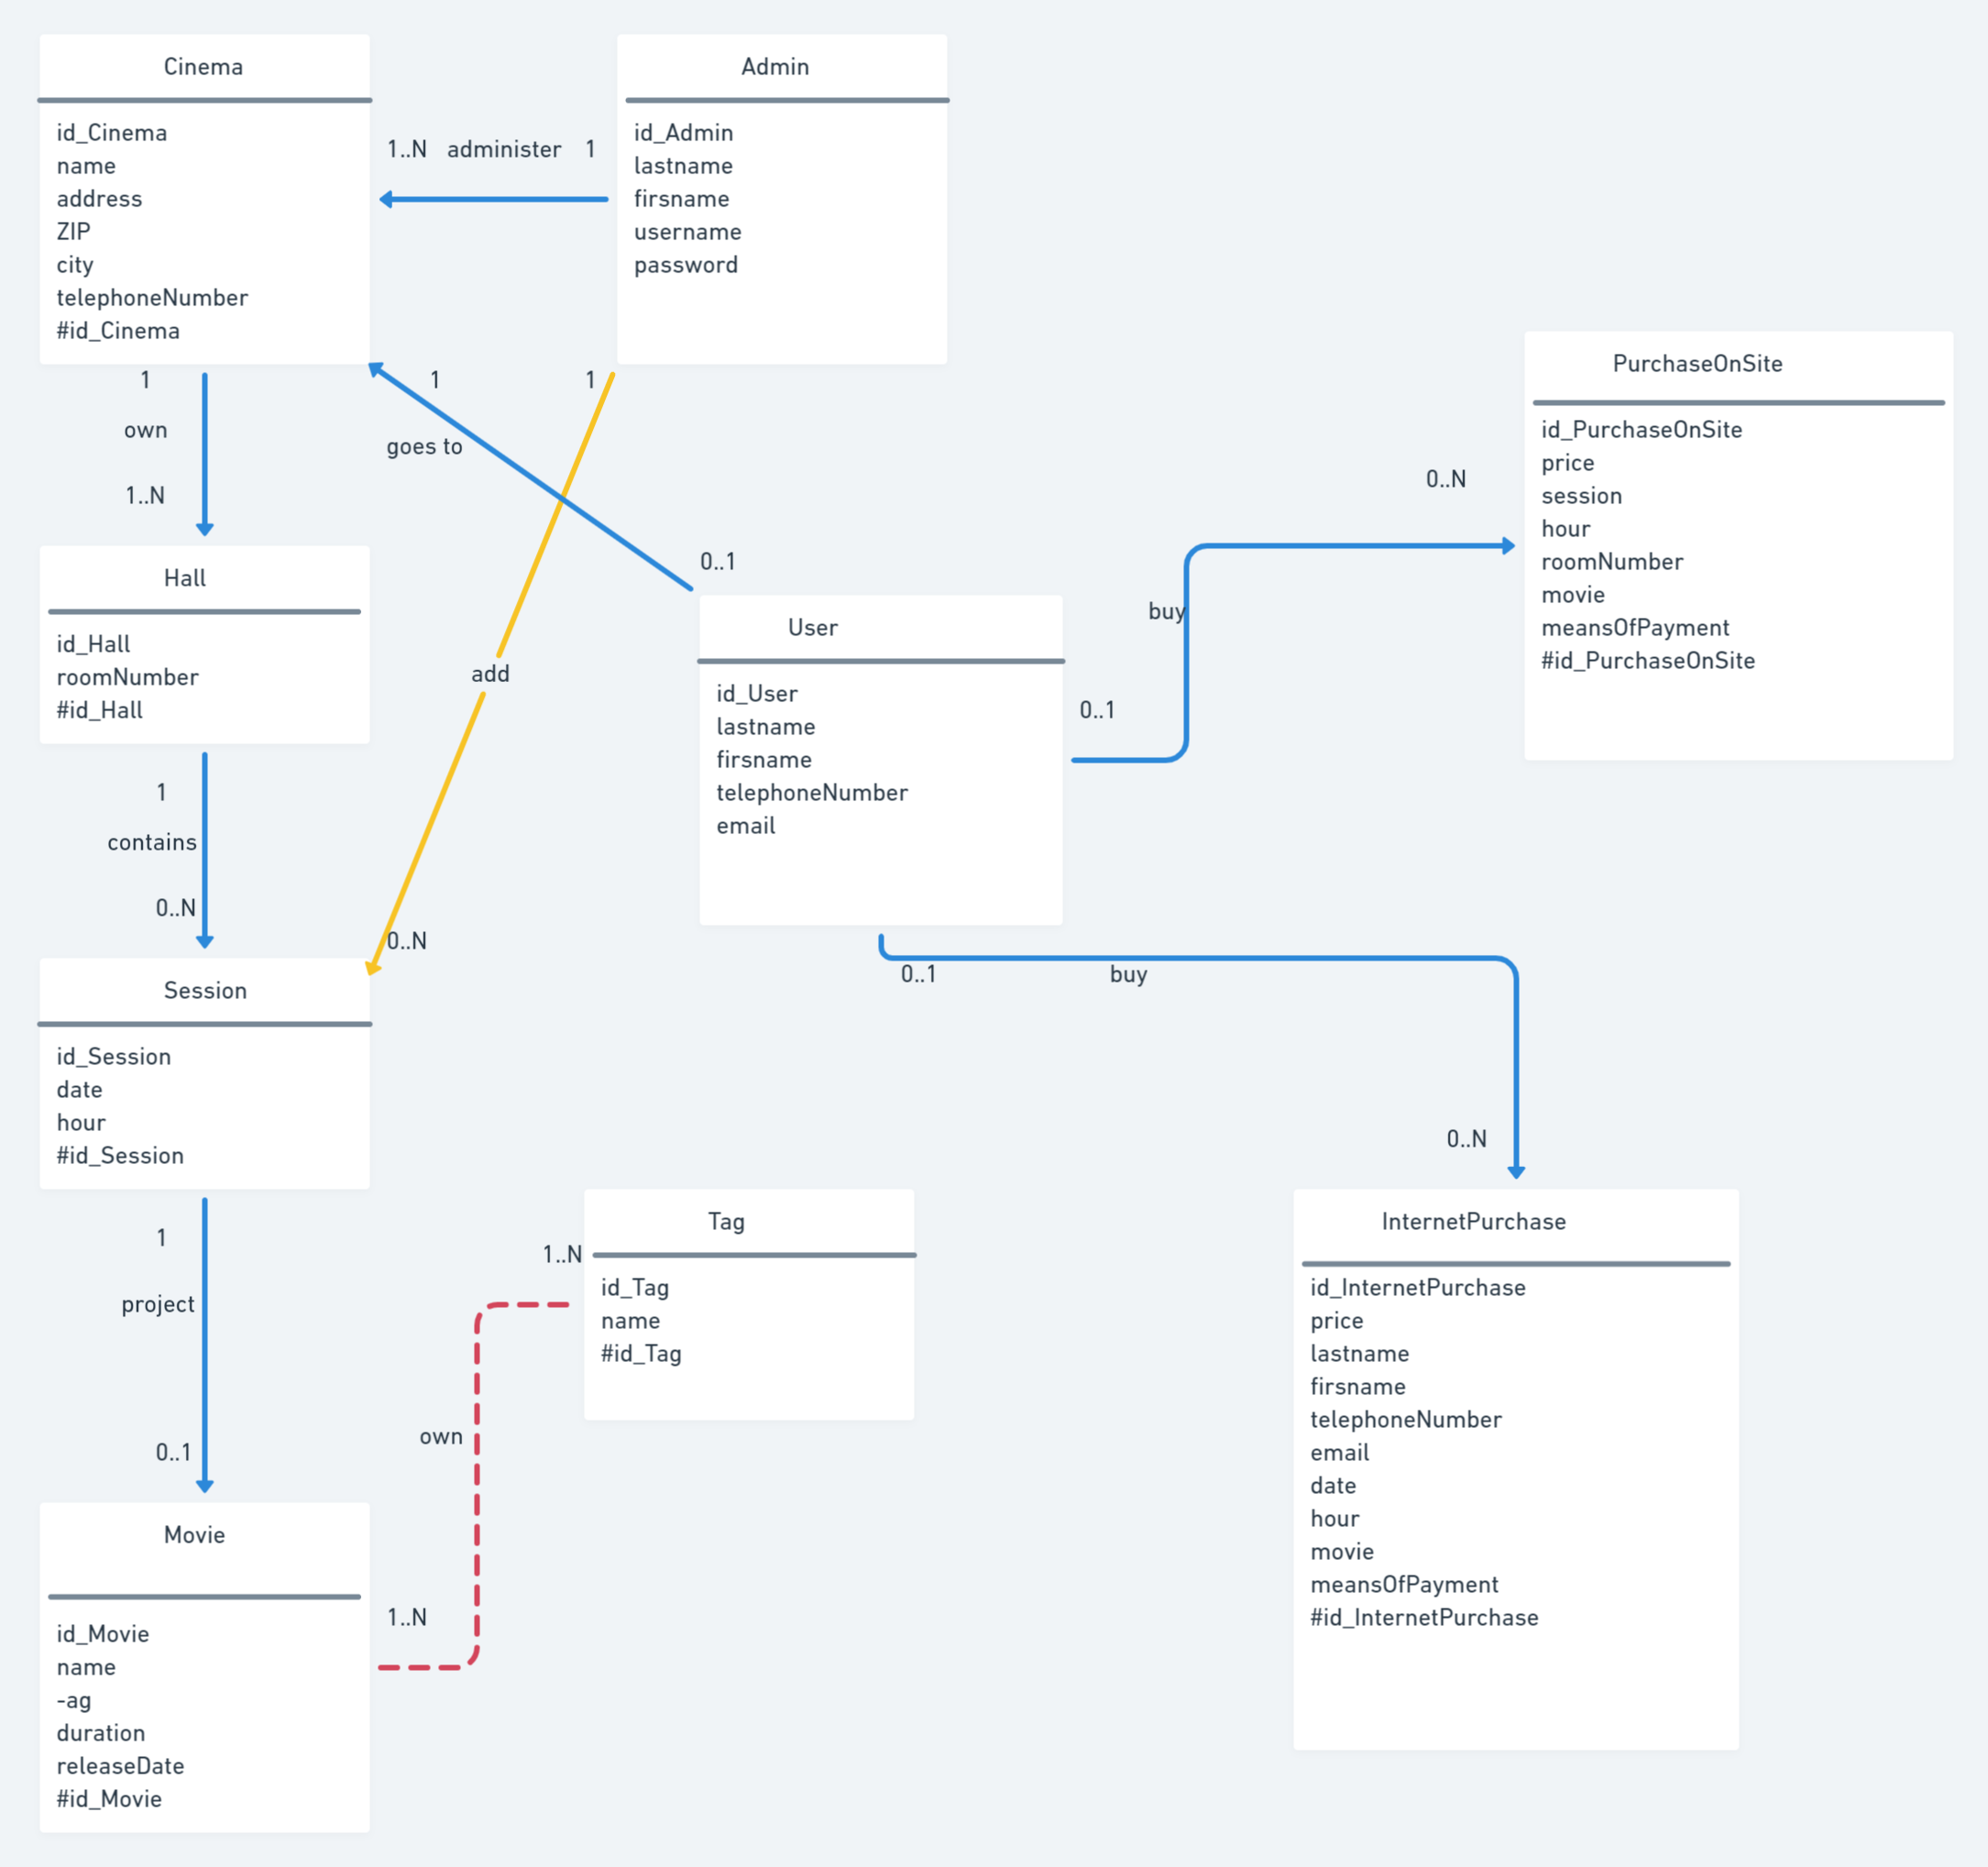 Cinema
id_Cinema
name
address
ZIP
city
telephoneNumber
#id_Cinema
1..N administer 1
Admin
id_Admin
lastname
firsname
username
password
1
own
1..N
1
goes to
0..1
1
add
0..N
Hall
id_Hall
roomNumber
#id_Hall
1
contains
0..N
User
id_User
lastname
firsname
telephoneNumber
email
0..1
buy
0..N
PurchaseOnSite
id_PurchaseOnSite
price
session
hour
roomNumber
movie
meansOfPayment
#id_PurchaseOnSite
0..1
buy
0..N
Session
id_Session
date
hour
#id_Session
1
project
0..1
Tag
id_Tag
name
#id_Tag
1..N
own
1..N
InternetPurchase
id_InternetPurchase
price
lastname
firsname
telephoneNumber
email
date
hour
movie
meansOfPayment
#id_InternetPurchase
Movie
id_Movie
name
-ag
duration
releaseDate
#id_Movie